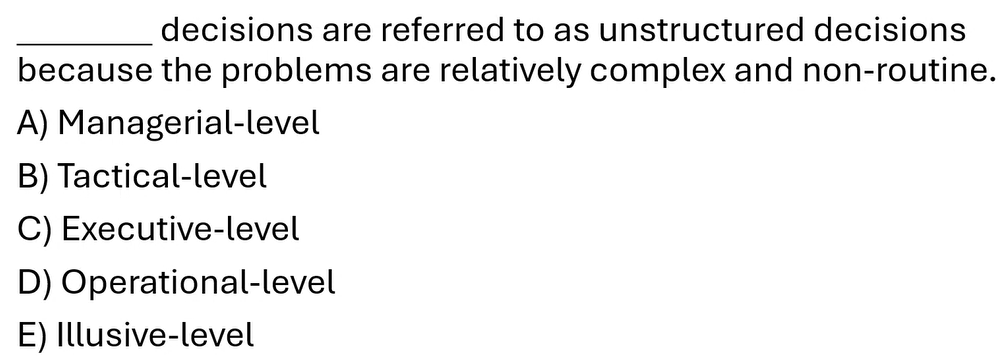 ________ decisions are referred to as unstructured decisions
because the problems are relatively complex and non-routine.
A) Managerial-level
B) Tactical-level
C) Executive-level
D) Operational-level
E) Illusive-level